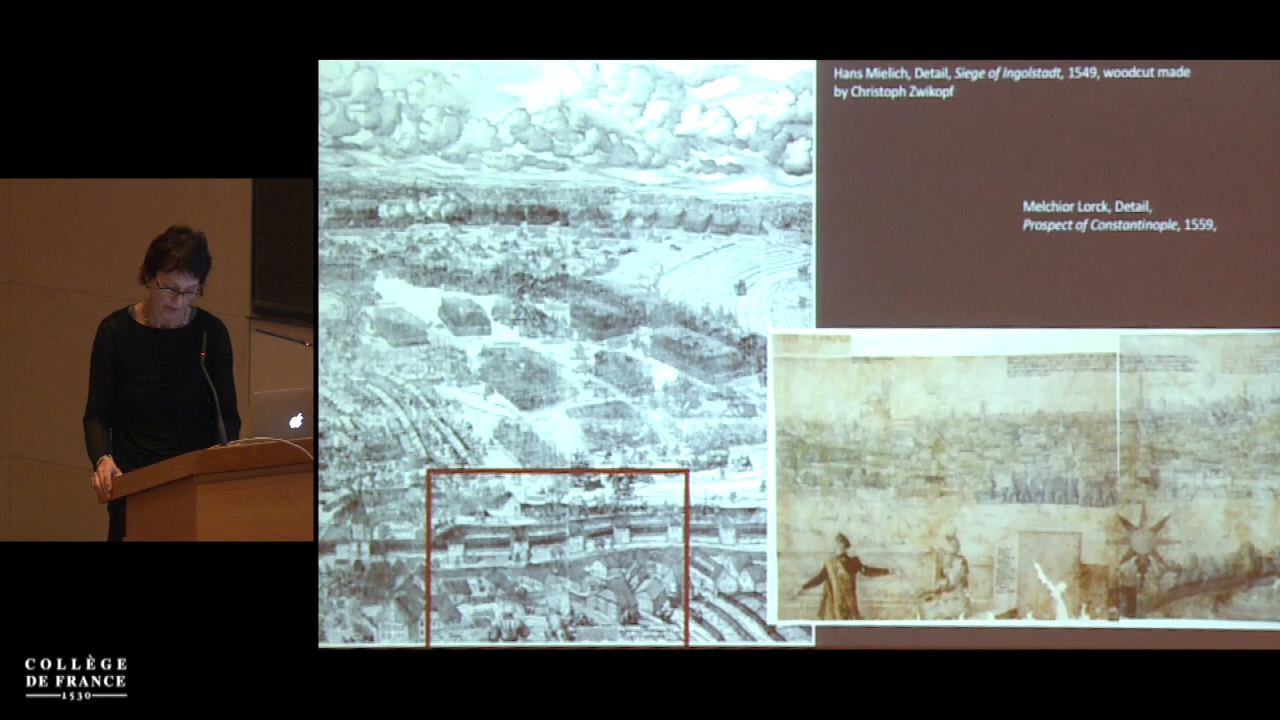 Hans Mielich, Detail, Siege of Ingolstadt, 1549, woodcut made
by Christoph Zwikopf
Melchior Lorck, Detail,
Prospect of Constantinople, 1559,
COLLÈGE
DE FRANCE
1530